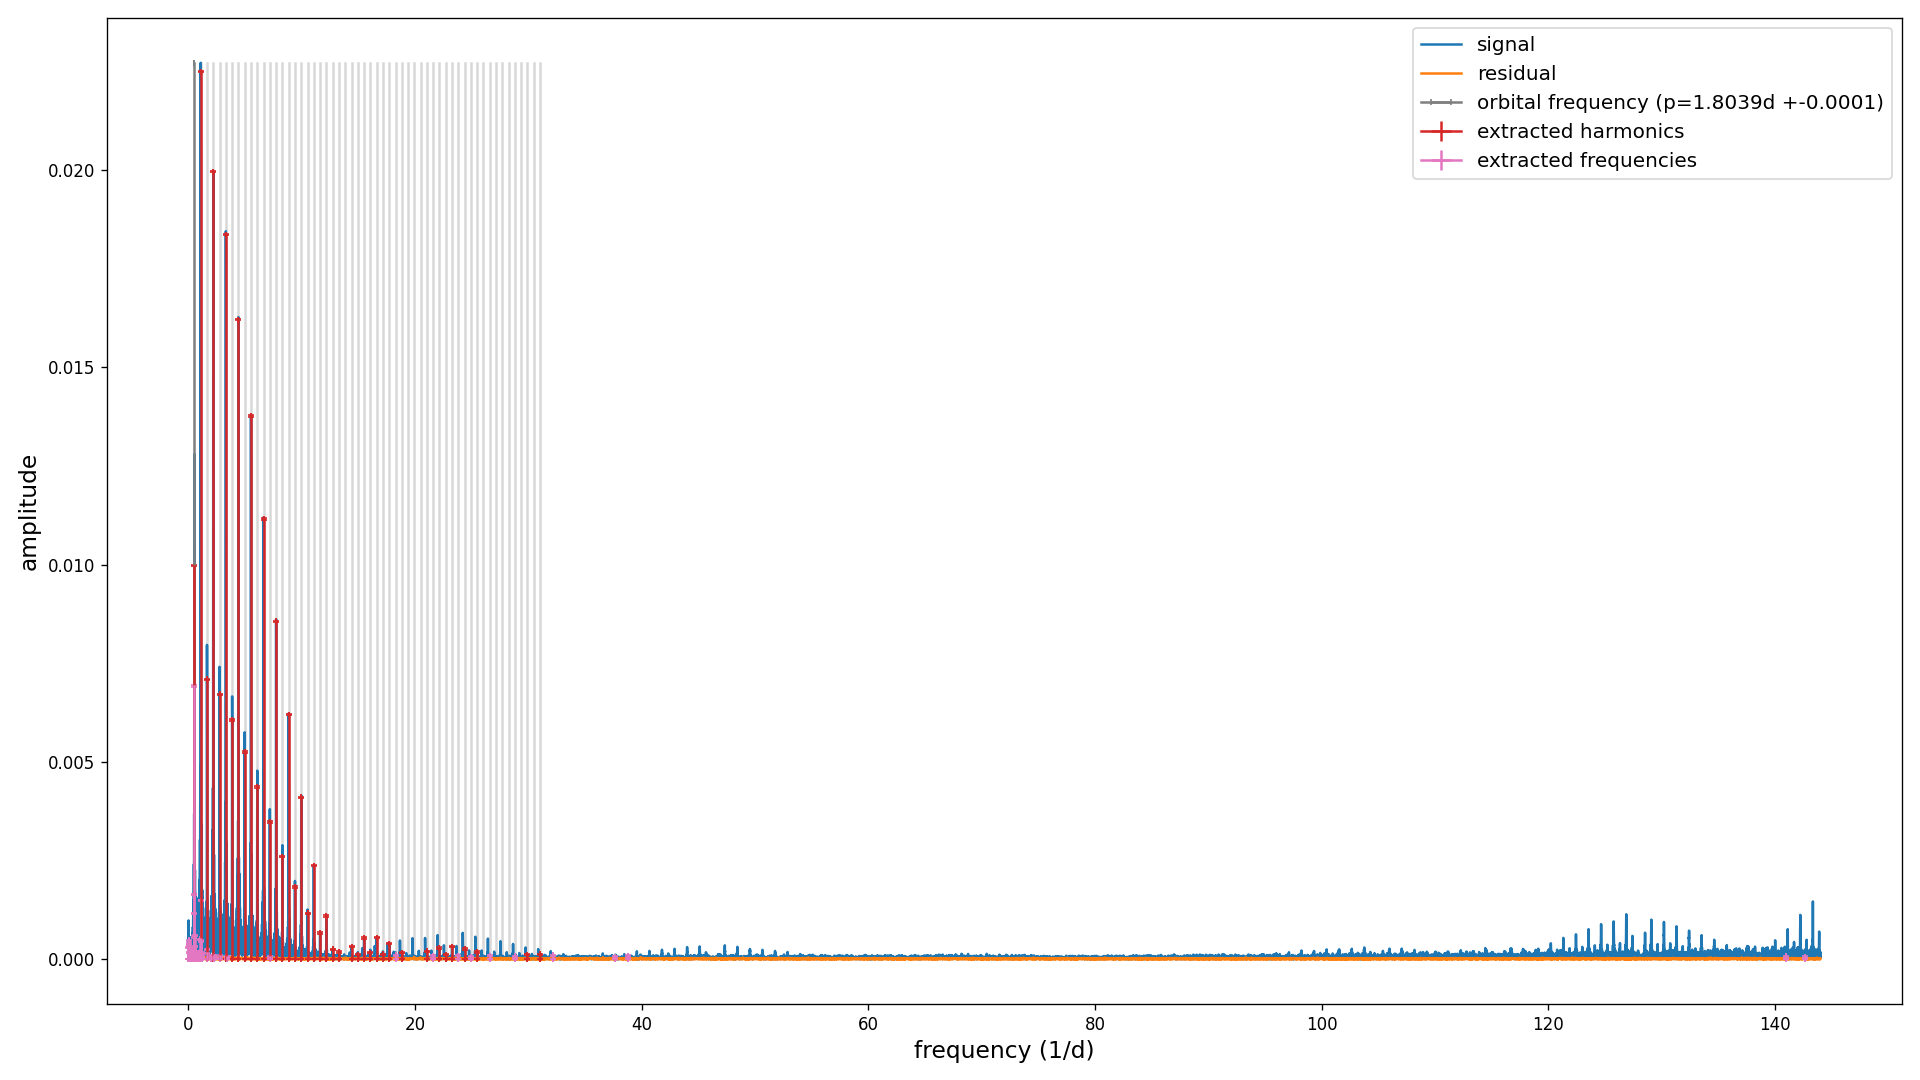 signal
residual
orbital frequency (p=1.8039d +-0.0001)
extracted harmonics
extracted frequencies
amplitude
0.020
0.015
0.010
0.005
0.000
0 20 40 60 80 100 120 140
frequency (1/d)